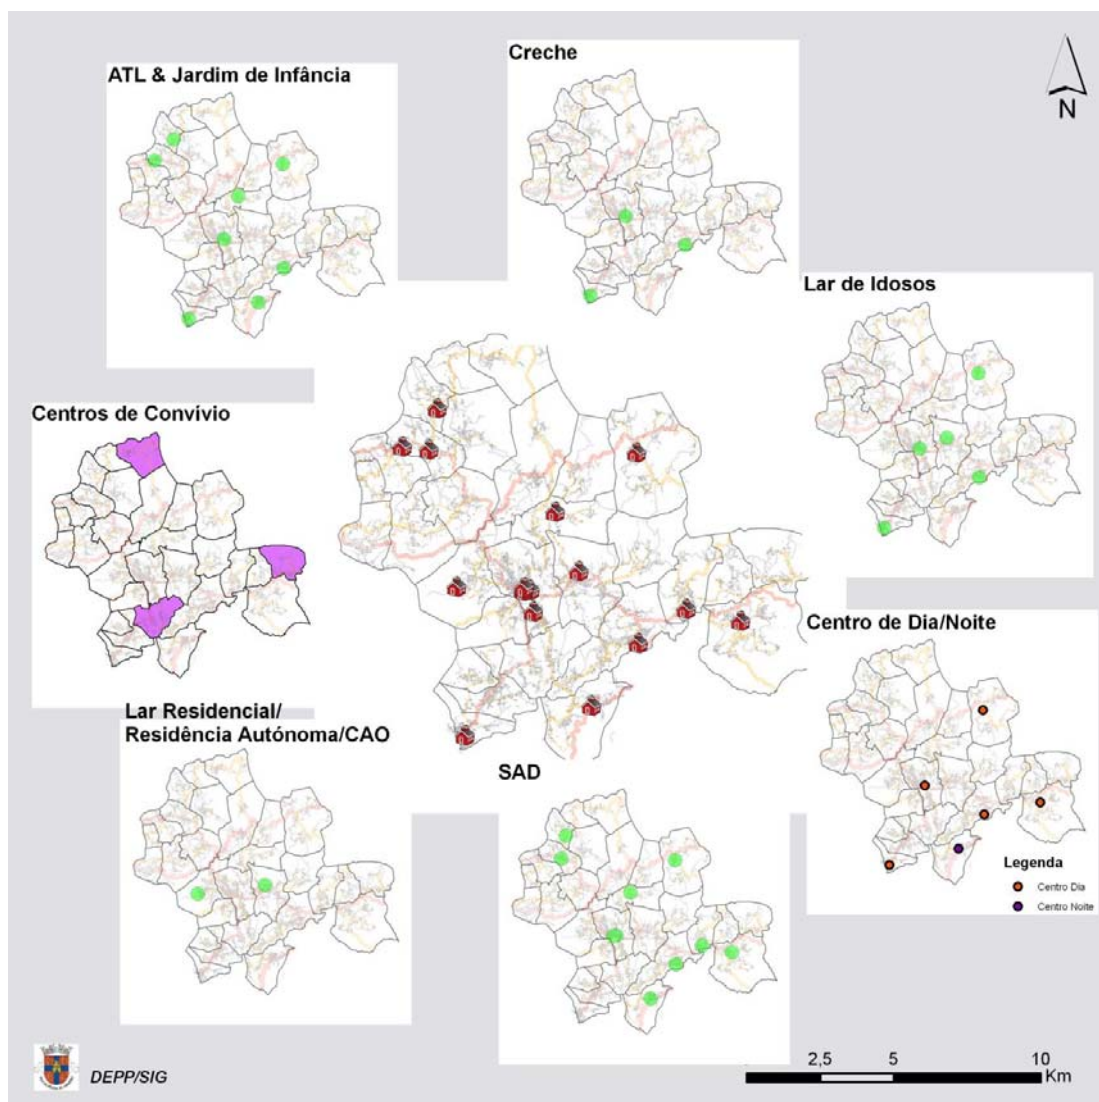 Creche
ATL & Jardim de Infância
N
Lar de Idosos
Centros de Convívio
Centro de Dia/Noite
Lar Residencial/
Residência Autónoma/CAO
SAD
Legenda
Centro Dia
Centro Noite
DEPP/SIG
2,5 5 10
Km